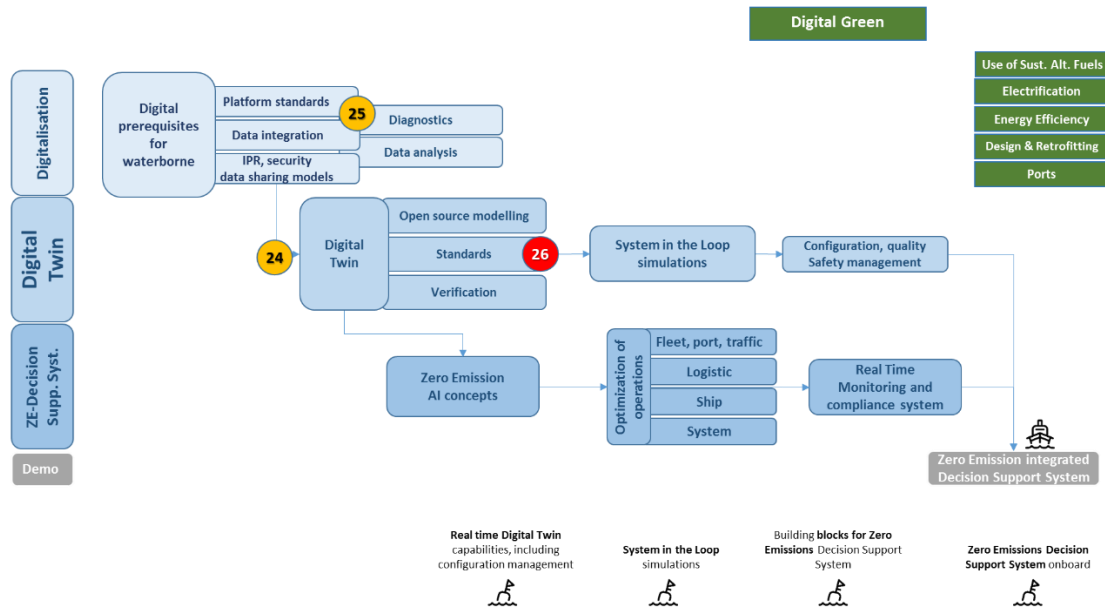 Digital Green
Use of Sust. Alt. Fuels
Electrification
Energy Efficiency
Design & Retrofitting
Ports
Digitalisation
Digital
prerequisites
for
waterborne
Platform standards
Data integration
IPR, security
data sharing models
25
Diagnostics
Data analysis
Digital
Twin
24
Digital
Twin
Open source modelling
Standards
Verification
26
System in the Loop
simulations
Configuration, quality
Safety management
ZE-Decision
Supp. Syst.
Zero Emission
AI concepts
Optimization of
operations
Fleet, port, traffic
Logistic
Ship
System
Real Time
Monitoring and
compliance system
Demo
Zero Emission integrated
Decision Support System
Real time Digital Twin
capabilities, including
configuration management
System in the Loop
simulations
Building blocks for Zero
Emissions Decision Support
System
Zero Emissions Decision
Support System onboard